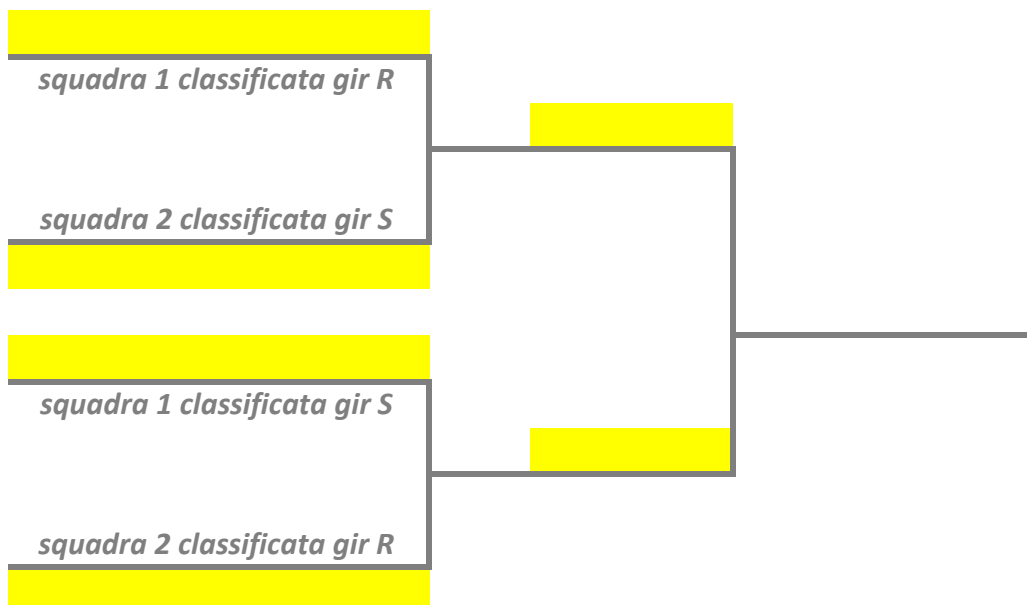 squadra 1 classificata gir R
squadra 2 classificata gir S
squadra 1 classificata gir S
squadra 2 classificata gir R